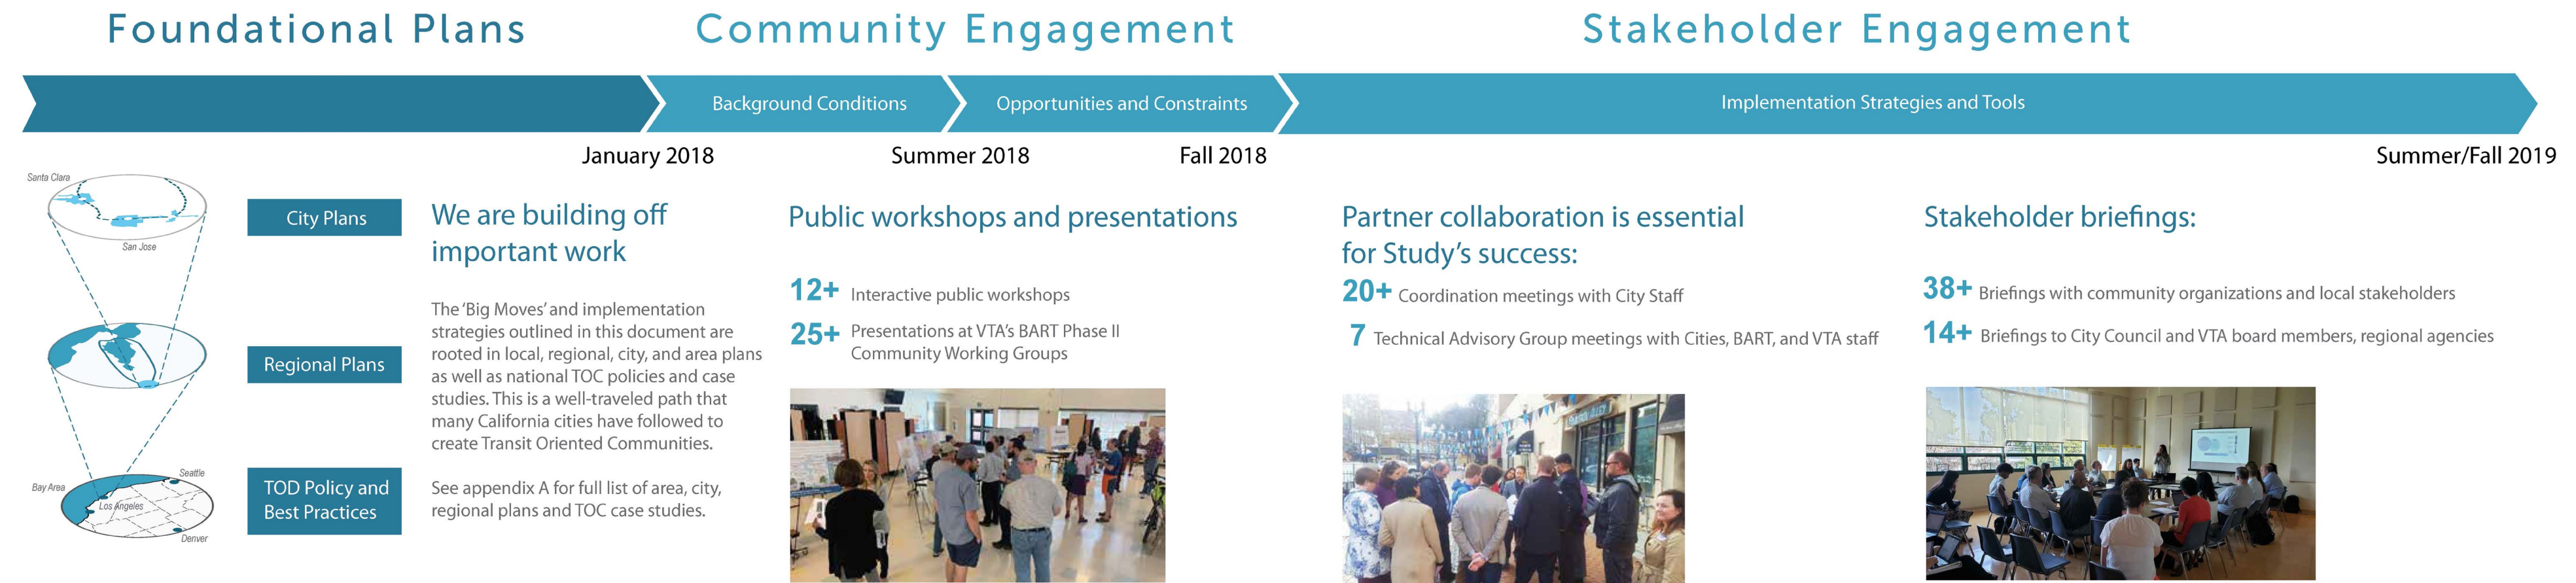 Foundational Plans
Community Engagement
Stakeholder Engagement
Background Conditions
Opportunities and Constraints
Implementation Strategies and Tools
January 2018
Summer 2018
Fall 2018
Summer/Fall 2019
Santa Clara
San Jose
Bay Area
Seattle
Los Angeles
Denver
City Plans
Regional Plans
TOD Policy and
Best Practices
We are building off
important work
The ‘Big Moves’ and implementation
strategies outlined in this document are
rooted in local, regional, city, and area plans
as well as national TOC policies and case
studies. This is a well-traveled path that
many California cities have followed to
create Transit Oriented Communities.
See appendix A for full list of area, city,
regional plans and TOC case studies.
Public workshops and presentations
12+ Interactive public workshops
25+ Presentations at VTA’s BART Phase II
Community Working Groups
Partner collaboration is essential
for Study’s success:
20+ Coordination meetings with City Staff
7 Technical Advisory Group meetings with Cities, BART, and VTA staff
Stakeholder briefings:
38+ Briefings with community organizations and local stakeholders
14+ Briefings to City Council and VTA board members, regional agencies